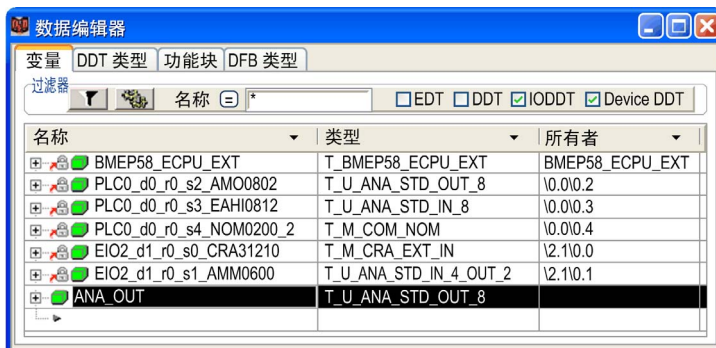 数据编辑器
变量 DDT 类型 功能块 DFB 类型
过滤器
名称 = * EDT DDT IODDT Device DDT
名称 类型 所有者
BMEP58_ECPU_EXT T_BMEP58_ECPU_EXT BMEP58_ECPU_EXT
PLC0_d0_r0_s2_AMO0802 T_U_ANA_STD_OUT_8 \0.0\0.2
PLC0_d0_r0_s3_EAHI0812 T_U_ANA_STD_IN_8 \0.0\0.3
PLC0_d0_r0_s4_NOM0200_2 T_M_COM_NOM \0.0\0.4
EIO2_d1_r0_s0_CRA31210 T_M_CRA_EXT_IN \2.1\0.0
EIO2_d1_r0_s1_AMM0600 T_U_ANA_STD_IN_4_OUT_2 \2.1\0.1
ANA_OUT T_U_ANA_STD_OUT_8